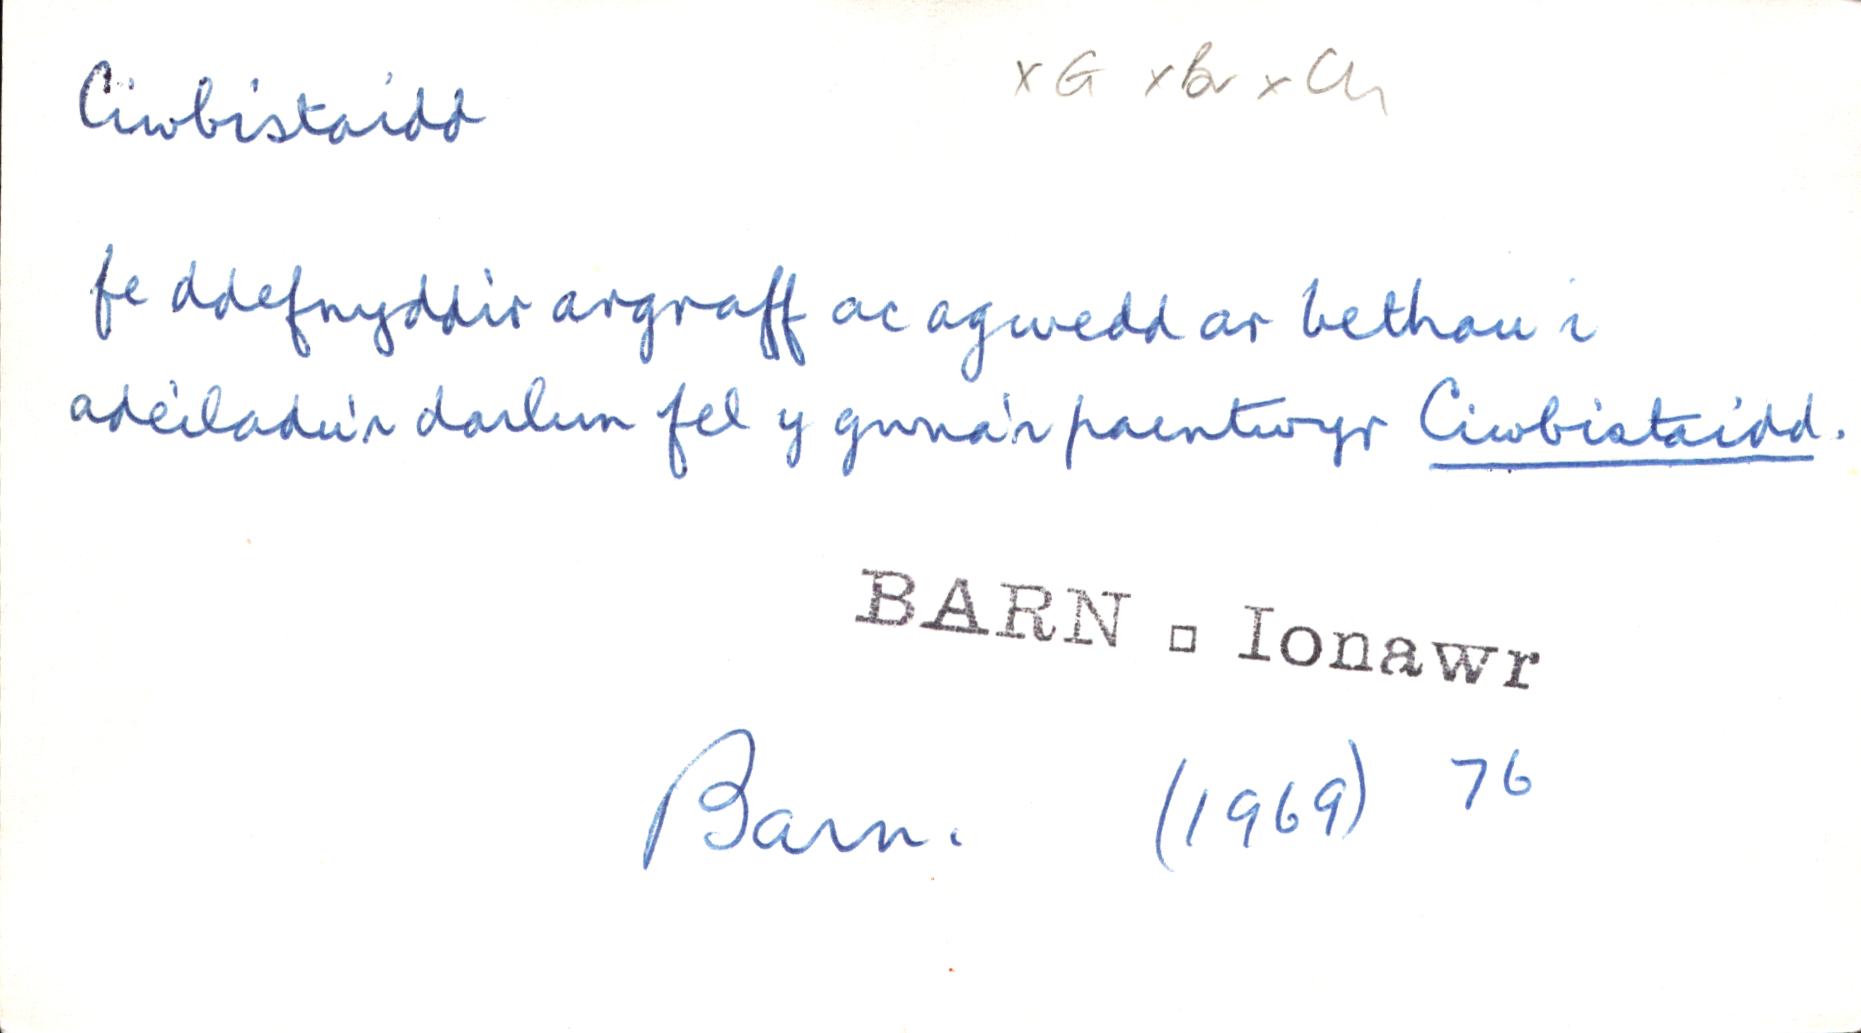 Ciwbistaidd
xG xBr xCh
fe ddefnyddir argraff ac agwedd ar bethau i
adeiladu'r darlun fel y gwna'r paentwyr Ciwbistaidd.
BARN ▫ Ionawr
Barn. (1969) 76